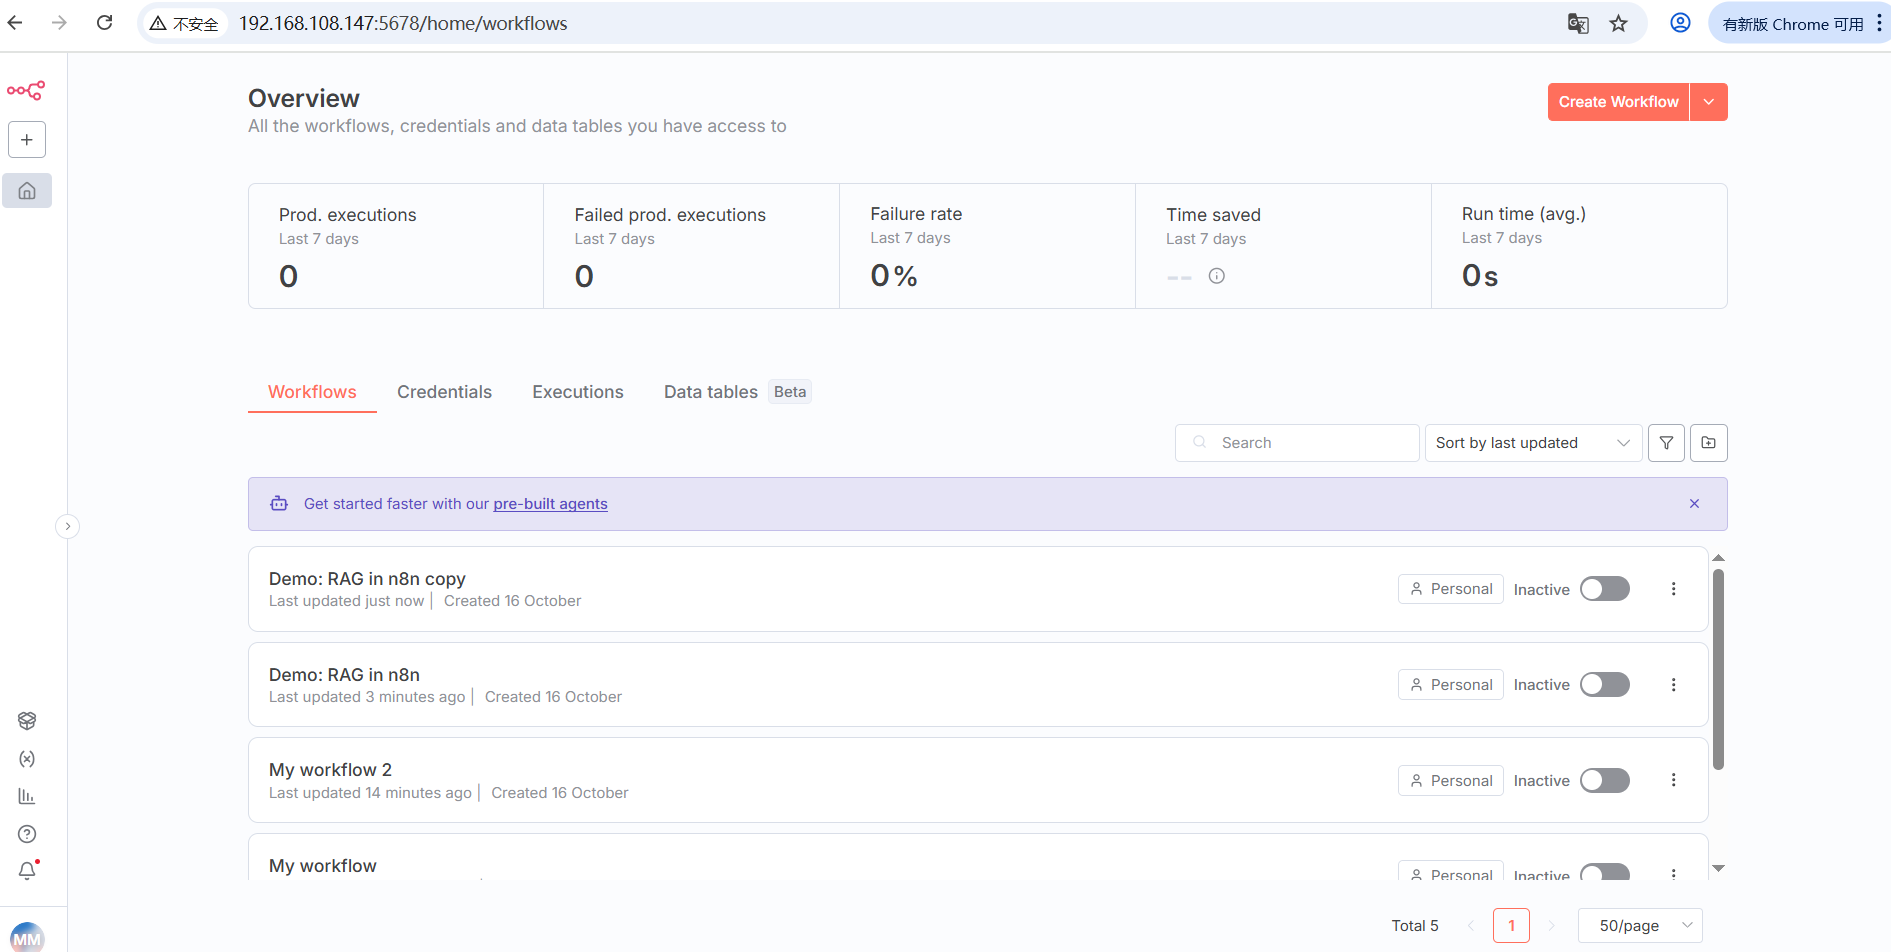 不安全
192.168.108.147:5678/home/workflows
有新版 Chrome 可用
Overview
All the workflows, credentials and data tables you have access to
Create Workflow
Prod. executions
Last 7 days
0
Failed prod. executions
Last 7 days
0
Failure rate
Last 7 days
0%
Time saved
Last 7 days
--
Run time (avg.)
Last 7 days
0s
Workflows
Credentials
Executions
Data tables
Beta
Search
Sort by last updated
Get started faster with our pre-built agents
Demo: RAG in n8n copy
Last updated just now | Created 16 October
Personal
Inactive
Demo: RAG in n8n
Last updated 3 minutes ago | Created 16 October
Personal
Inactive
My workflow 2
Last updated 14 minutes ago | Created 16 October
Personal
Inactive
My workflow
Personal
Inactive
Total 5
1
50/page
MM